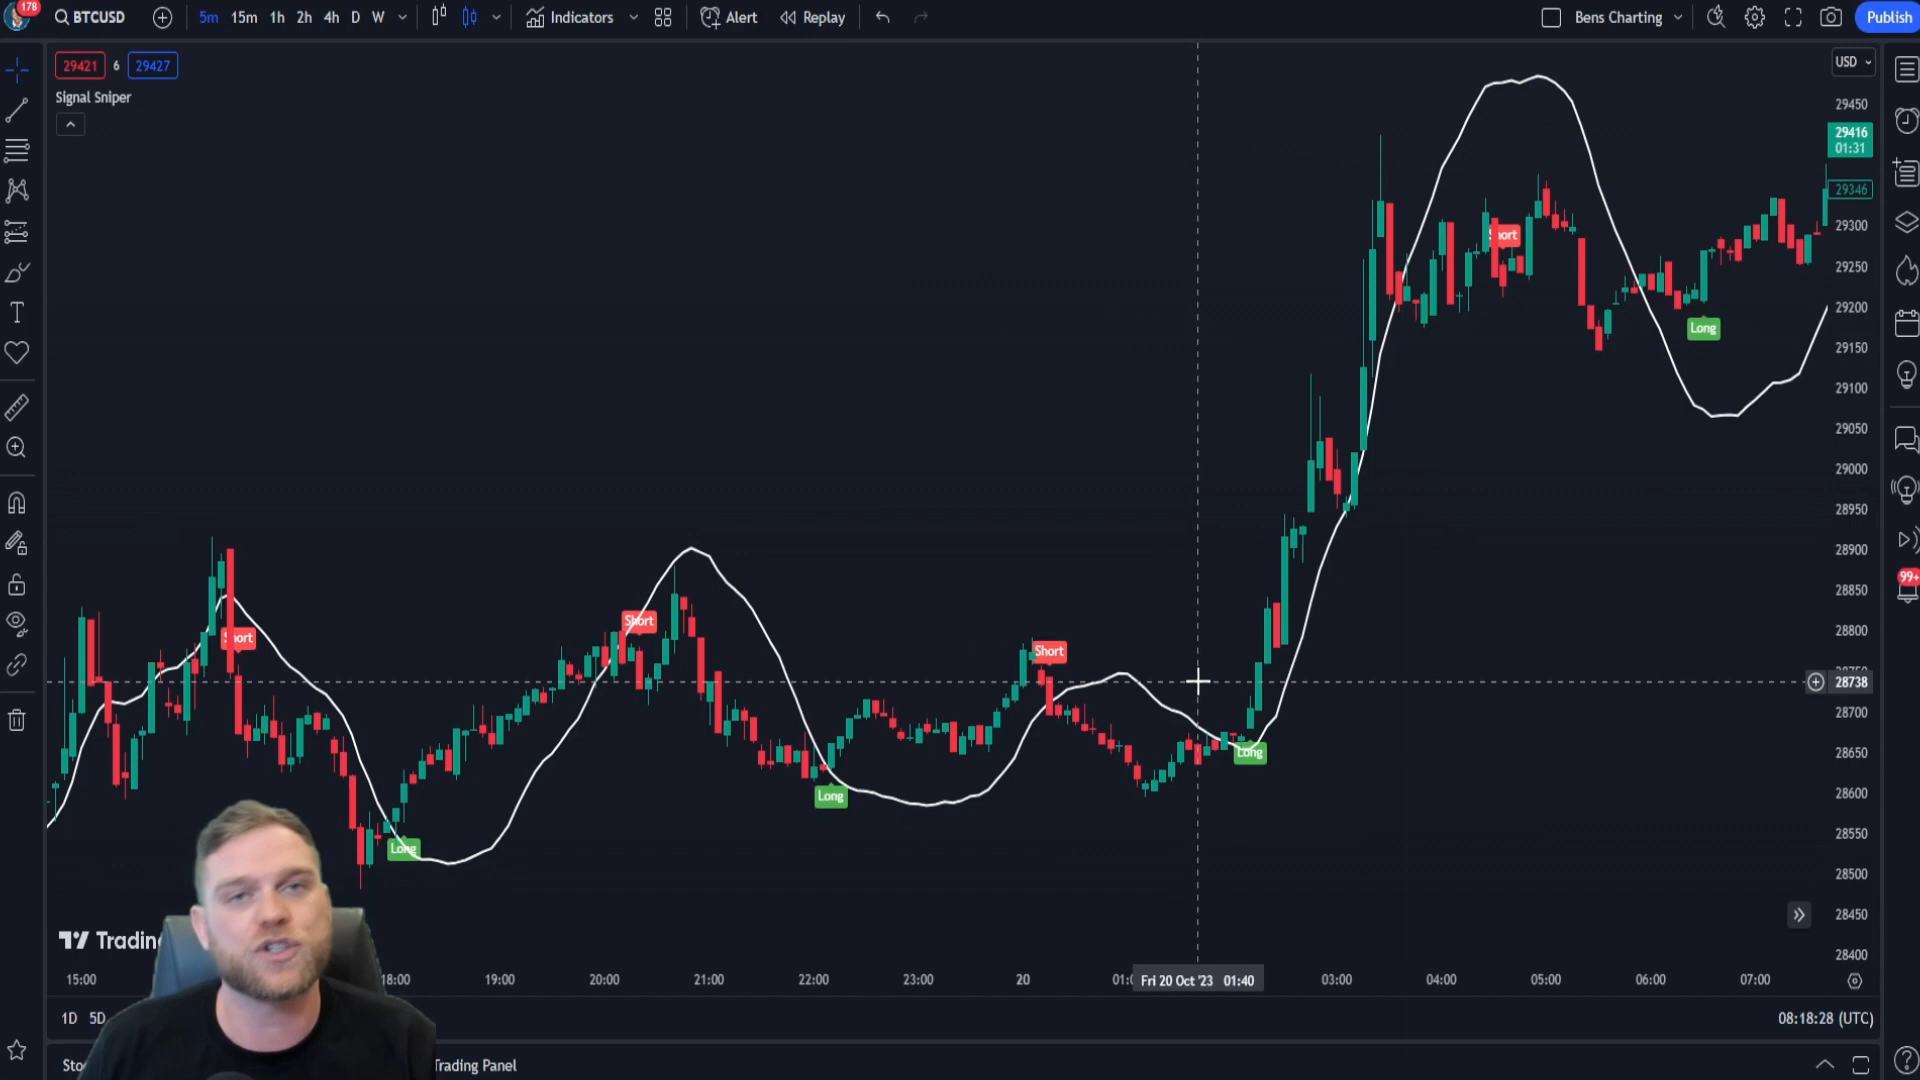 178
BTCUSD
5m 15m 1h 2h 4h D W
Indicators
Alert
Replay
Bens Charting
Publish
29421 6 29427
USD
Signal Sniper
29450
29416
01:31
29346
29300
29250
29200
29150
29100
29050
29000
28950
28900
28850
28800
28738
28700
28650
28600
28550
28500
28450
28400
Short
Long
Short
Long
Short
Long
Short
Long
99+
15:00 18:00 19:00 20:00 21:00 22:00 23:00 20 Fri 20 Oct '23 01:40 03:00 04:00 05:00 06:00 07:00
1D 5D
08:18:28 (UTC)
Trading Panel